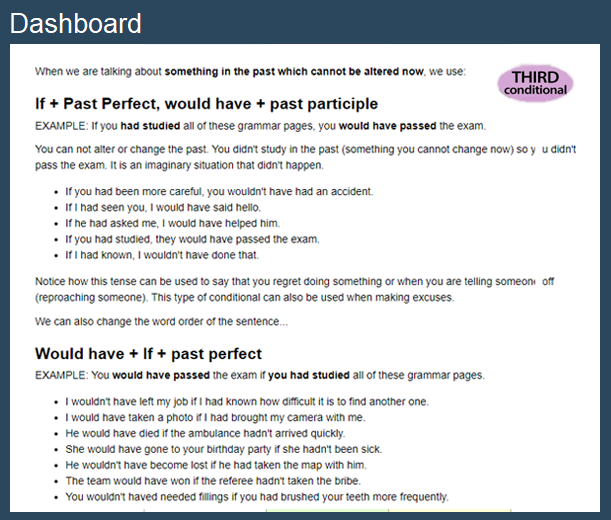 Dashboard
When we are talking about something in the past which cannot be altered now, we use:
THIRD
conditional
If + Past Perfect, would have + past participle
EXAMPLE: If you had studied all of these grammar pages, you would have passed the exam.
You can not alter or change the past. You didn't study in the past (something you cannot change now) so y u didn't
pass the exam. It is an imaginary situation that didn't happen.
• If you had been more careful, you wouldn't have had an accident.
• If I had seen you, I would have said hello.
• If he had asked me, I would have helped him.
• If you had studied, they would have passed the exam.
• If I had known, I wouldn't have done that.
Notice how this tense can be used to say that you regret doing something or when you are telling someone off
(reproaching someone). This type of conditional can also be used when making excuses.
We can also change the word order of the sentence...
Would have + If + past perfect
EXAMPLE: You would have passed the exam if you had studied all of these grammar pages.
• I wouldn't have left my job if I had known how difficult it is to find another one.
• I would have taken a photo if I had brought my camera with me.
• He would have died if the ambulance hadn't arrived quickly.
• She would have gone to your birthday party if she hadn't been sick.
• He wouldn't have become lost if he had taken the map with him.
• The team would have won if the referee hadn't taken the bribe.
• You wouldn't haved needed fillings if you had brushed your teeth more frequently.